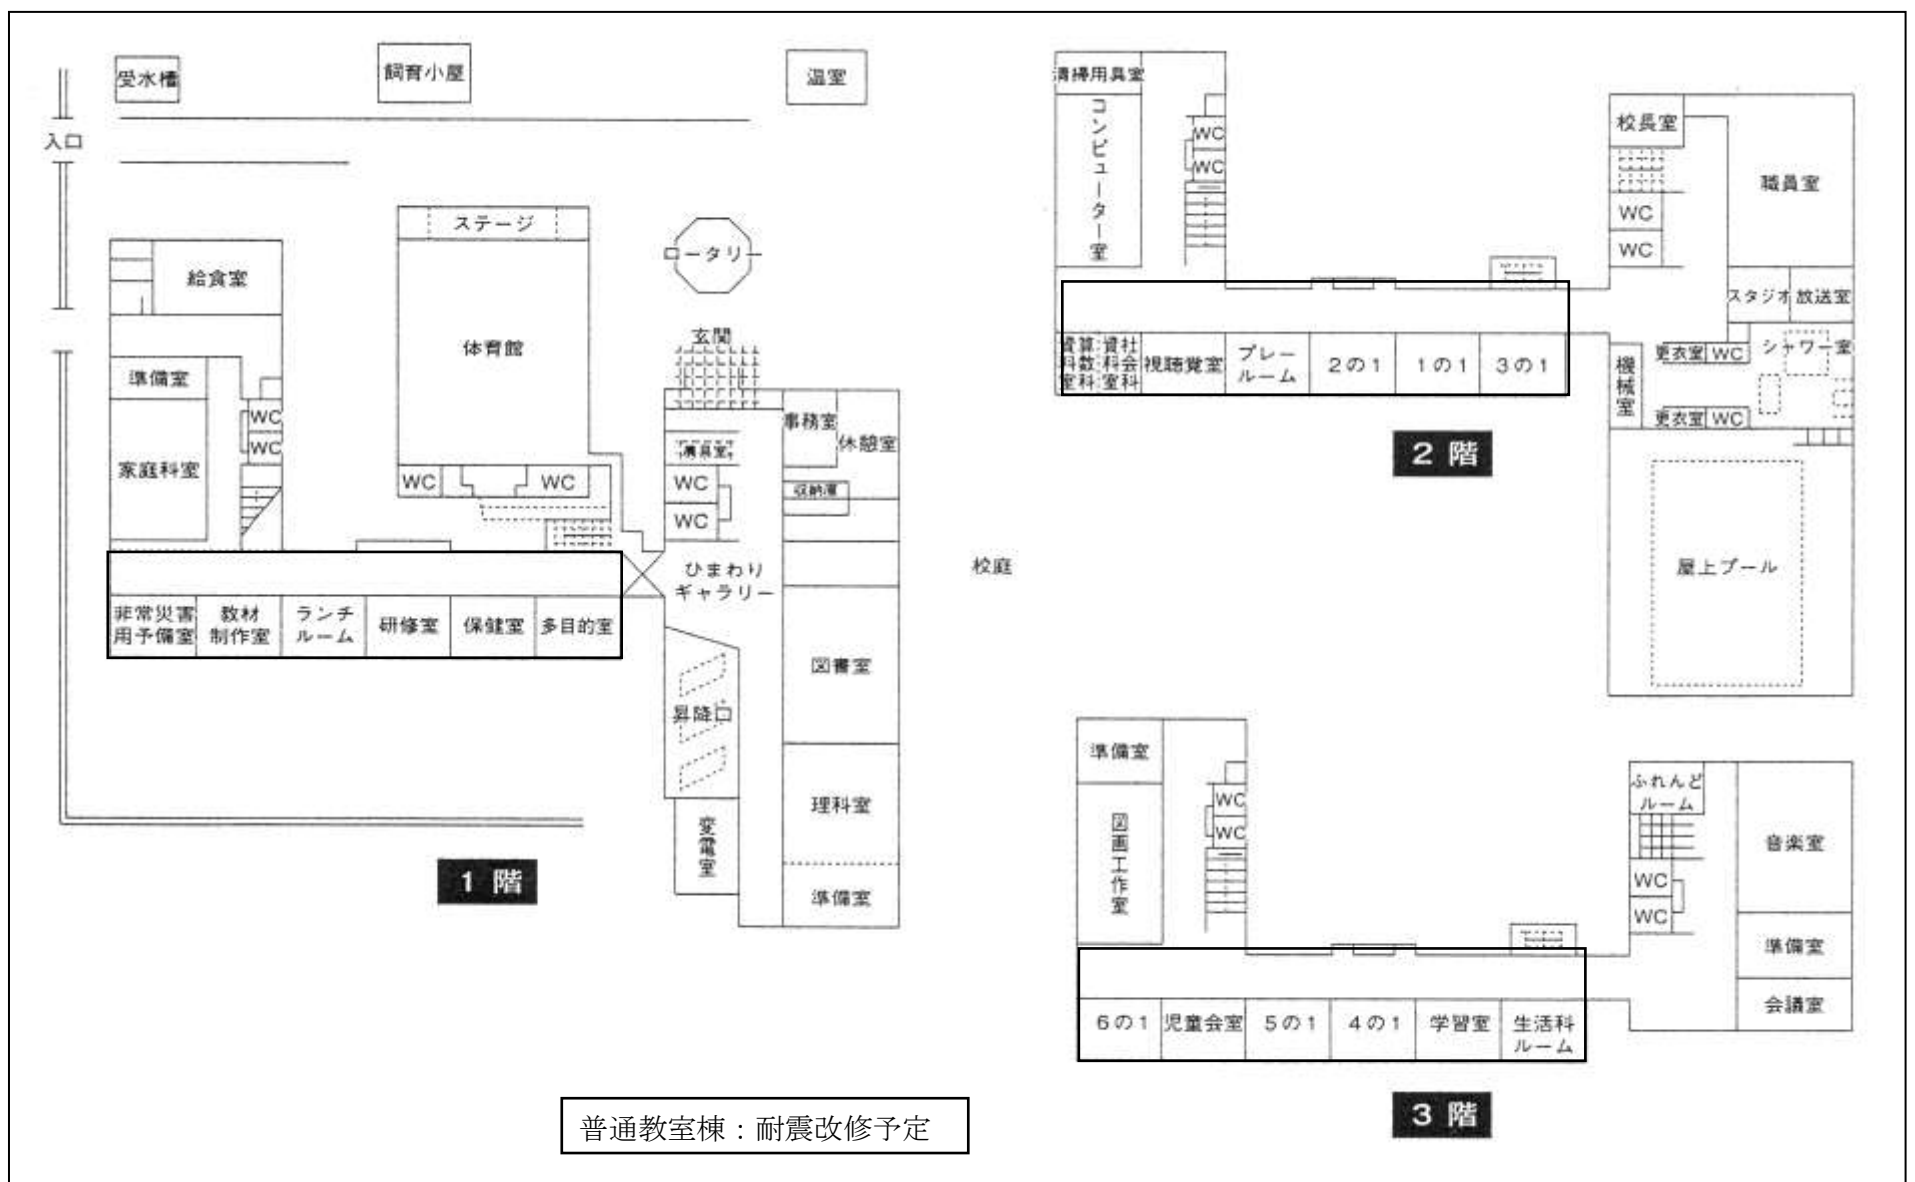 受水槽
飼育小屋
温室
入口
ステージ
ロータリー
給食室
体育館
玄関
準備室
家庭科室
WC
WC
WC
WC
事務室
休憩室
WC
WC
収納庫
ひまわり
ギャラリー
校庭
非常災害
用予備室
教材
制作室
ランチ
ルーム
研修室
保健室
多目的室
図書室
昇降口
理科室
変電室
準備室
1 階
清掃用具室
コンピューター室
WC
WC
校長室
職員室
WC
WC
スタジオ
放送室
算数科
資料室
社会科
資料室
視聴覚室
プレー
ルーム
2の1
1の1
3の1
機械室
更衣室
WC
シャワー室
更衣室
WC
屋上プール
2 階
準備室
図画工作室
WC
WC
ふれんど
ルーム
音楽室
WC
WC
準備室
会議室
6の1
児童会室
5の1
4の1
学習室
生活科
ルーム
3 階
普通教室棟：耐震改修予定